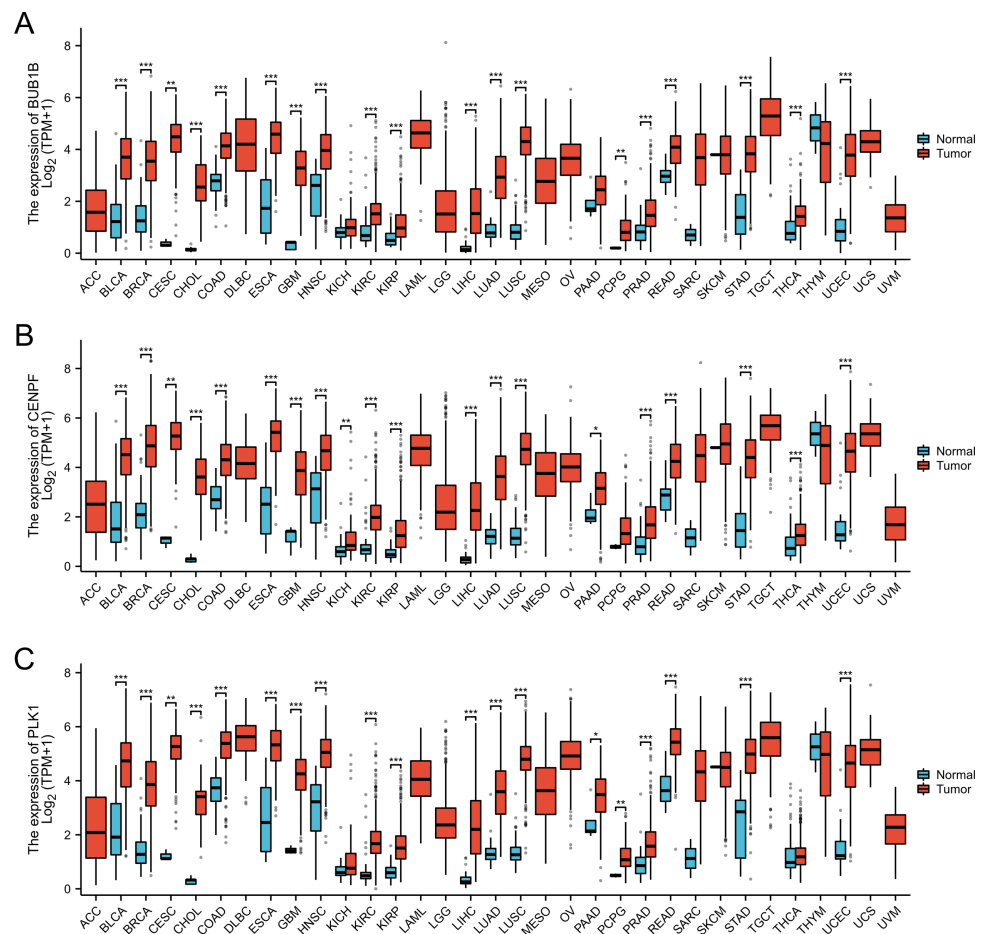 A
The expression of BUB1B
Log2 (TPM+1)
8
6
4
2
0
*** *** ** *** *** *** *** *** *** *** *** *** *** ** *** *** *** *** ***
ACC BLCA BRCA CESC CHOL COAD DLBC ESCA GBM HNSC KICH KIRC KIRP LAML LGG LIHC LUAD LUSC MESO OV PAAD PCPG PRAD READ SARC SKCM STAD TGCT THCA THYM UCEC UCS UVM
Normal
Tumor
B
The expression of CENPF
Log2 (TPM+1)
8
6
4
2
0
*** *** ** *** *** *** *** *** ** *** *** *** *** *** * *** *** *** *** ***
ACC BLCA BRCA CESC CHOL COAD DLBC ESCA GBM HNSC KICH KIRC KIRP LAML LGG LIHC LUAD LUSC MESO OV PAAD PCPG PRAD READ SARC SKCM STAD TGCT THCA THYM UCEC UCS UVM
Normal
Tumor
C
The expression of PLK1
Log2 (TPM+1)
8
6
4
2
0
*** *** ** *** *** *** *** *** *** *** *** *** *** * ** *** *** *** ***
ACC BLCA BRCA CESC CHOL COAD DLBC ESCA GBM HNSC KICH KIRC KIRP LAML LGG LIHC LUAD LUSC MESO OV PAAD PCPG PRAD READ SARC SKCM STAD TGCT THCA THYM UCEC UCS UVM
Normal
Tumor